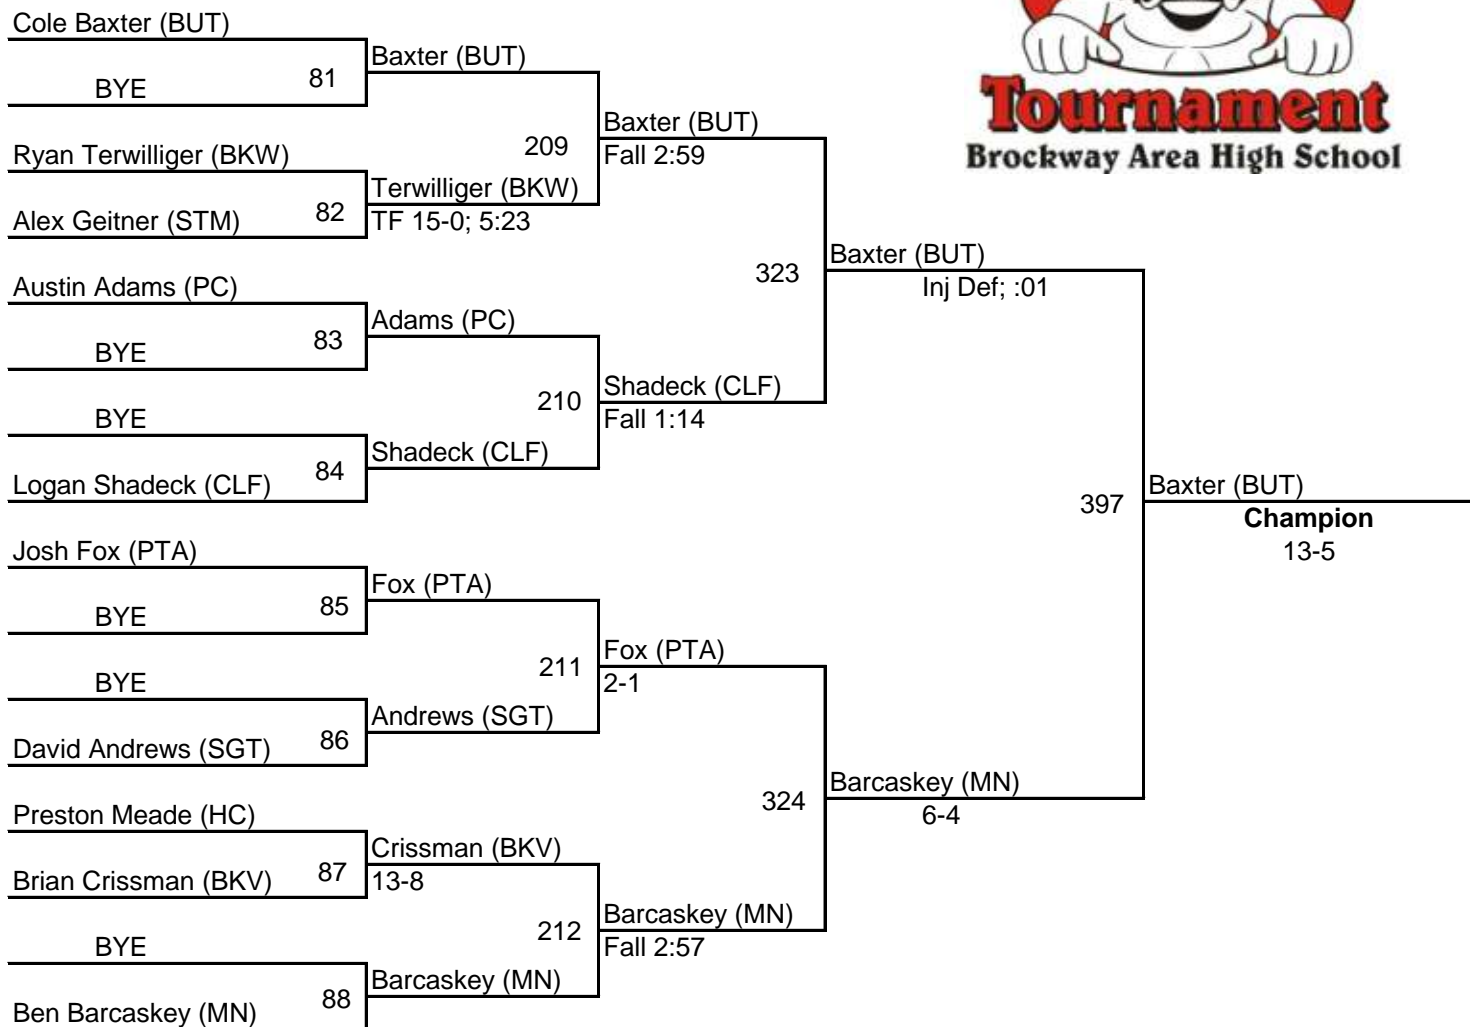 Cole Baxter (BUT)
BYE
81
Baxter (BUT)
Ryan Terwilliger (BKW)
Alex Geitner (STM)
82
Terwilliger (BKW)
TF 15-0; 5:23
209
Baxter (BUT)
Fall 2:59
Austin Adams (PC)
BYE
83
Adams (PC)
BYE
Logan Shadeck (CLF)
84
Shadeck (CLF)
210
Shadeck (CLF)
Fall 1:14
323
Baxter (BUT)
Inj Def; :01
Josh Fox (PTA)
BYE
85
Fox (PTA)
BYE
David Andrews (SGT)
86
Andrews (SGT)
211
Fox (PTA)
2-1
Preston Meade (HC)
Brian Crissman (BKV)
87
Crissman (BKV)
13-8
BYE
Ben Barcaskey (MN)
88
Barcaskey (MN)
212
Barcaskey (MN)
Fall 2:57
324
Barcaskey (MN)
6-4
397
Baxter (BUT)
Champion
13-5
Tournament
Brockway Area High School